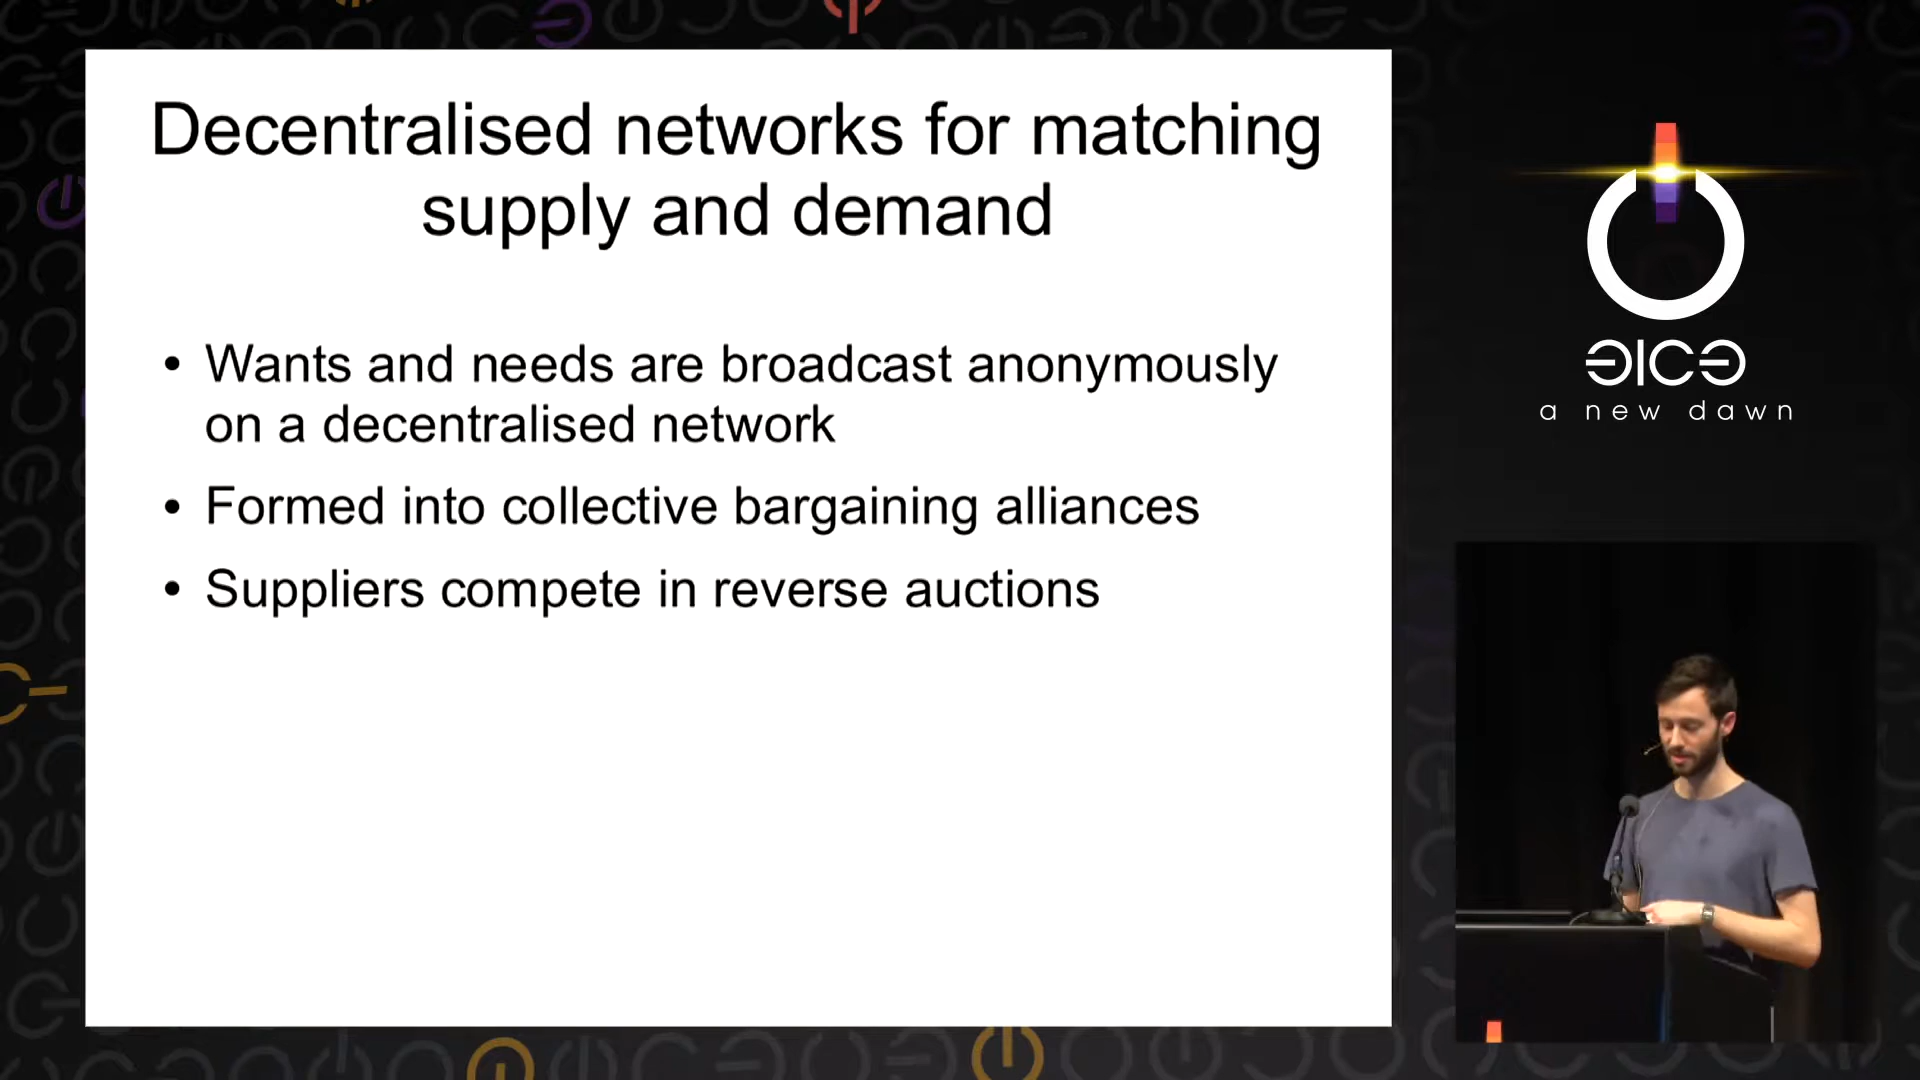 Decentralised networks for matching
supply and demand
• Wants and needs are broadcast anonymously
on a decentralised network
• Formed into collective bargaining alliances
• Suppliers compete in reverse auctions
a new dawn